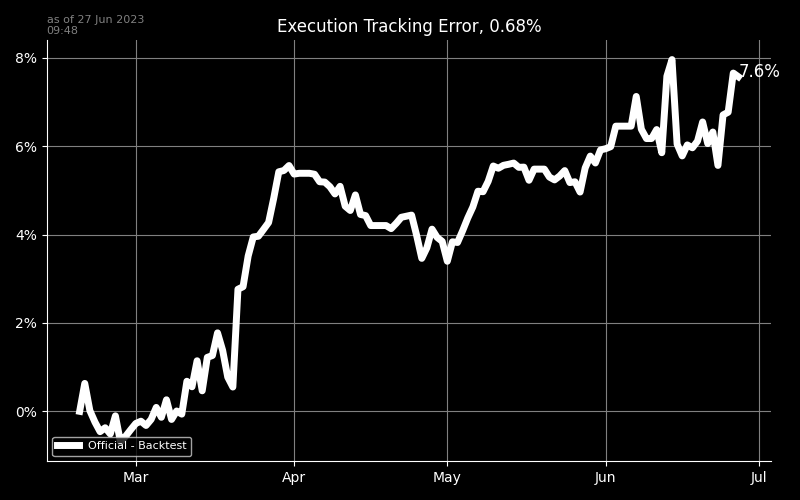 as of 27 Jun 2023
09:48
Execution Tracking Error, 0.68%
8%
7.6%
6%
4%
2%
0%
Official - Backtest
Mar
Apr
May
Jun
Jul